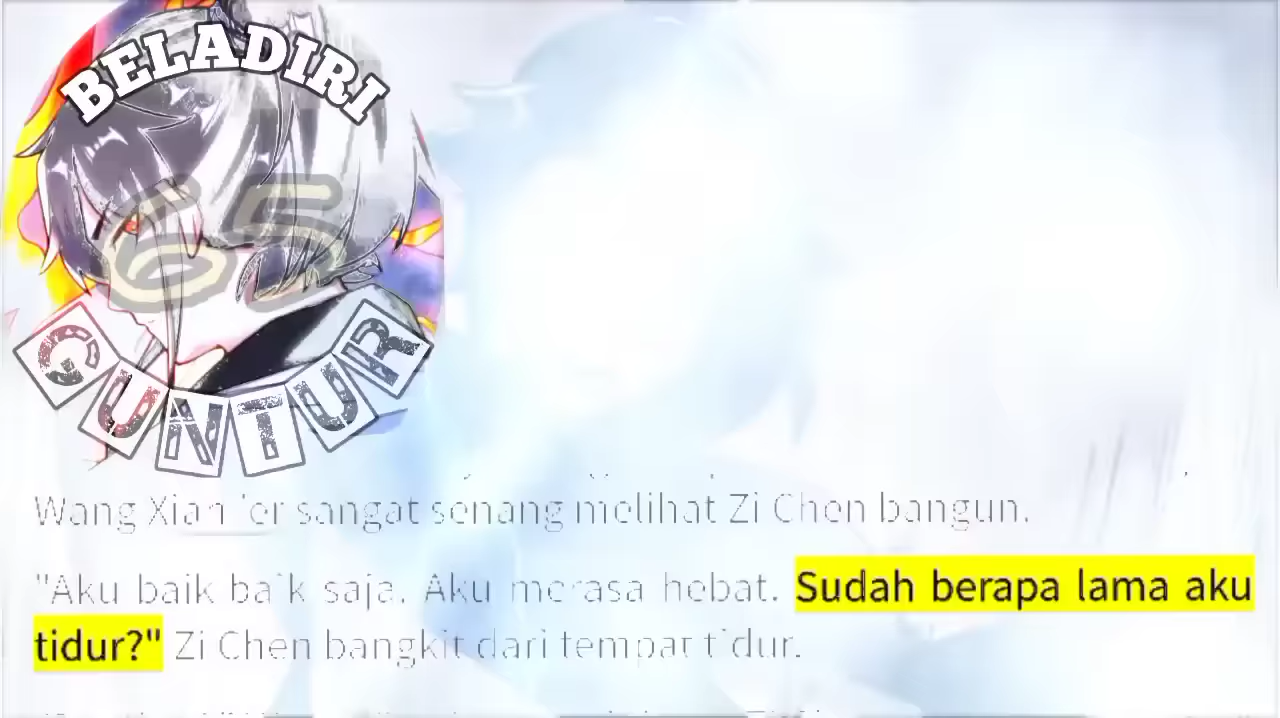 BELADIRI
65
GUNTUR
Wang Xian'er sangat senang melihat Zi Chen bangun.
"Aku baik baik saja. Aku merasa hebat. Sudah berapa lama aku
tidur?" Zi Chen bangkit dari tempat tidur.